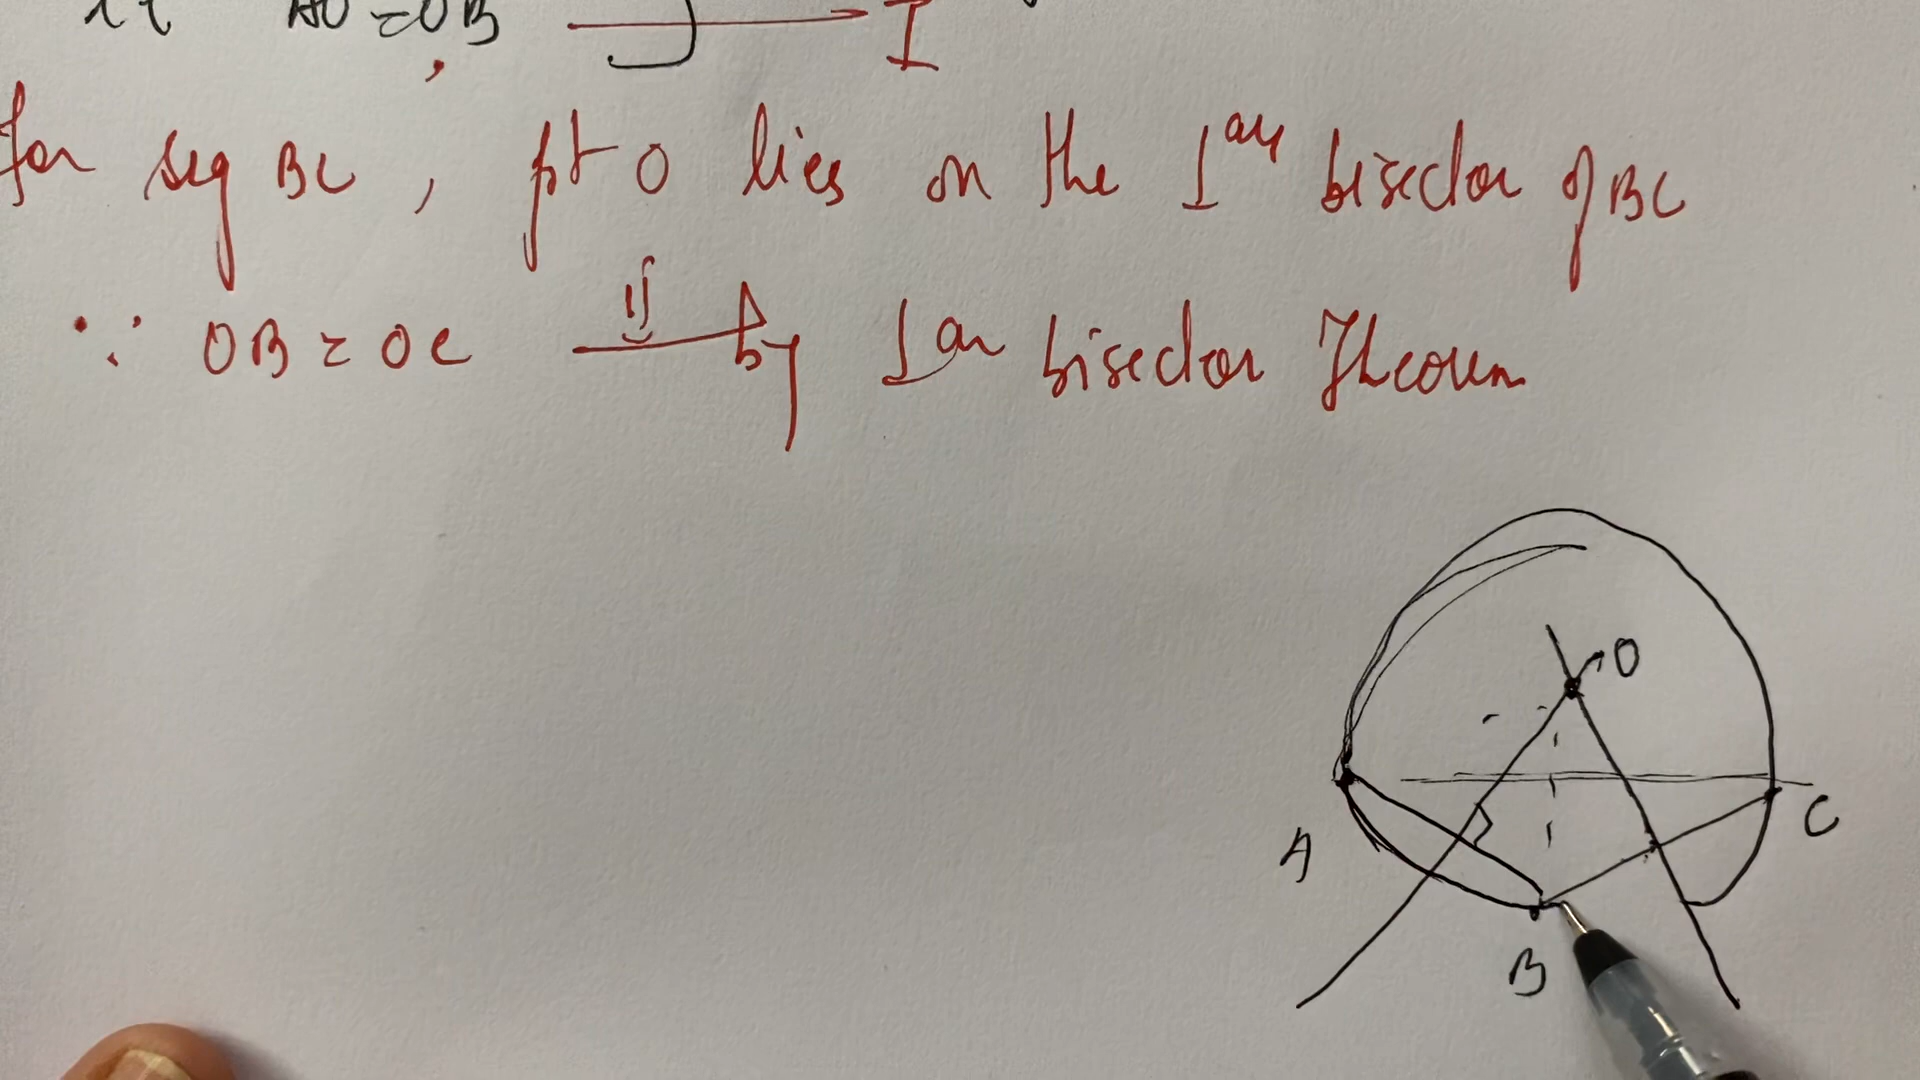 AO = OB I
for seg BC, pt O lies on the ⊥ar bisector of BC
∵ OB = OC II by ⊥ar bisector Theorem
O
A
C
B